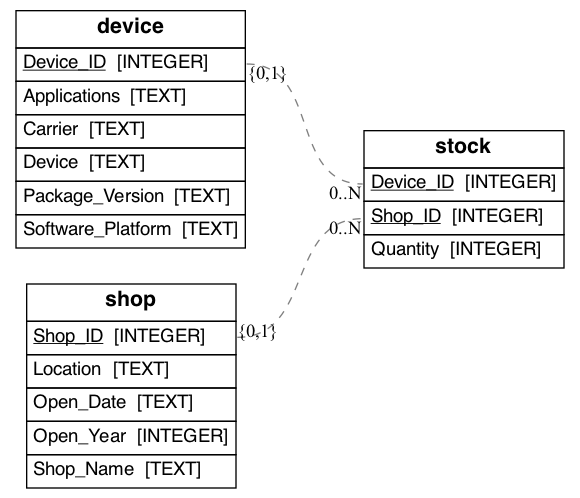 device
Device_ID [INTEGER]
Applications [TEXT]
Carrier [TEXT]
Device [TEXT]
Package_Version [TEXT]
Software_Platform [TEXT]
{0,1}
stock
Device_ID [INTEGER]
Shop_ID [INTEGER]
Quantity [INTEGER]
0..N
0..N
shop
Shop_ID [INTEGER]
Location [TEXT]
Open_Date [TEXT]
Open_Year [INTEGER]
Shop_Name [TEXT]
{0,1}